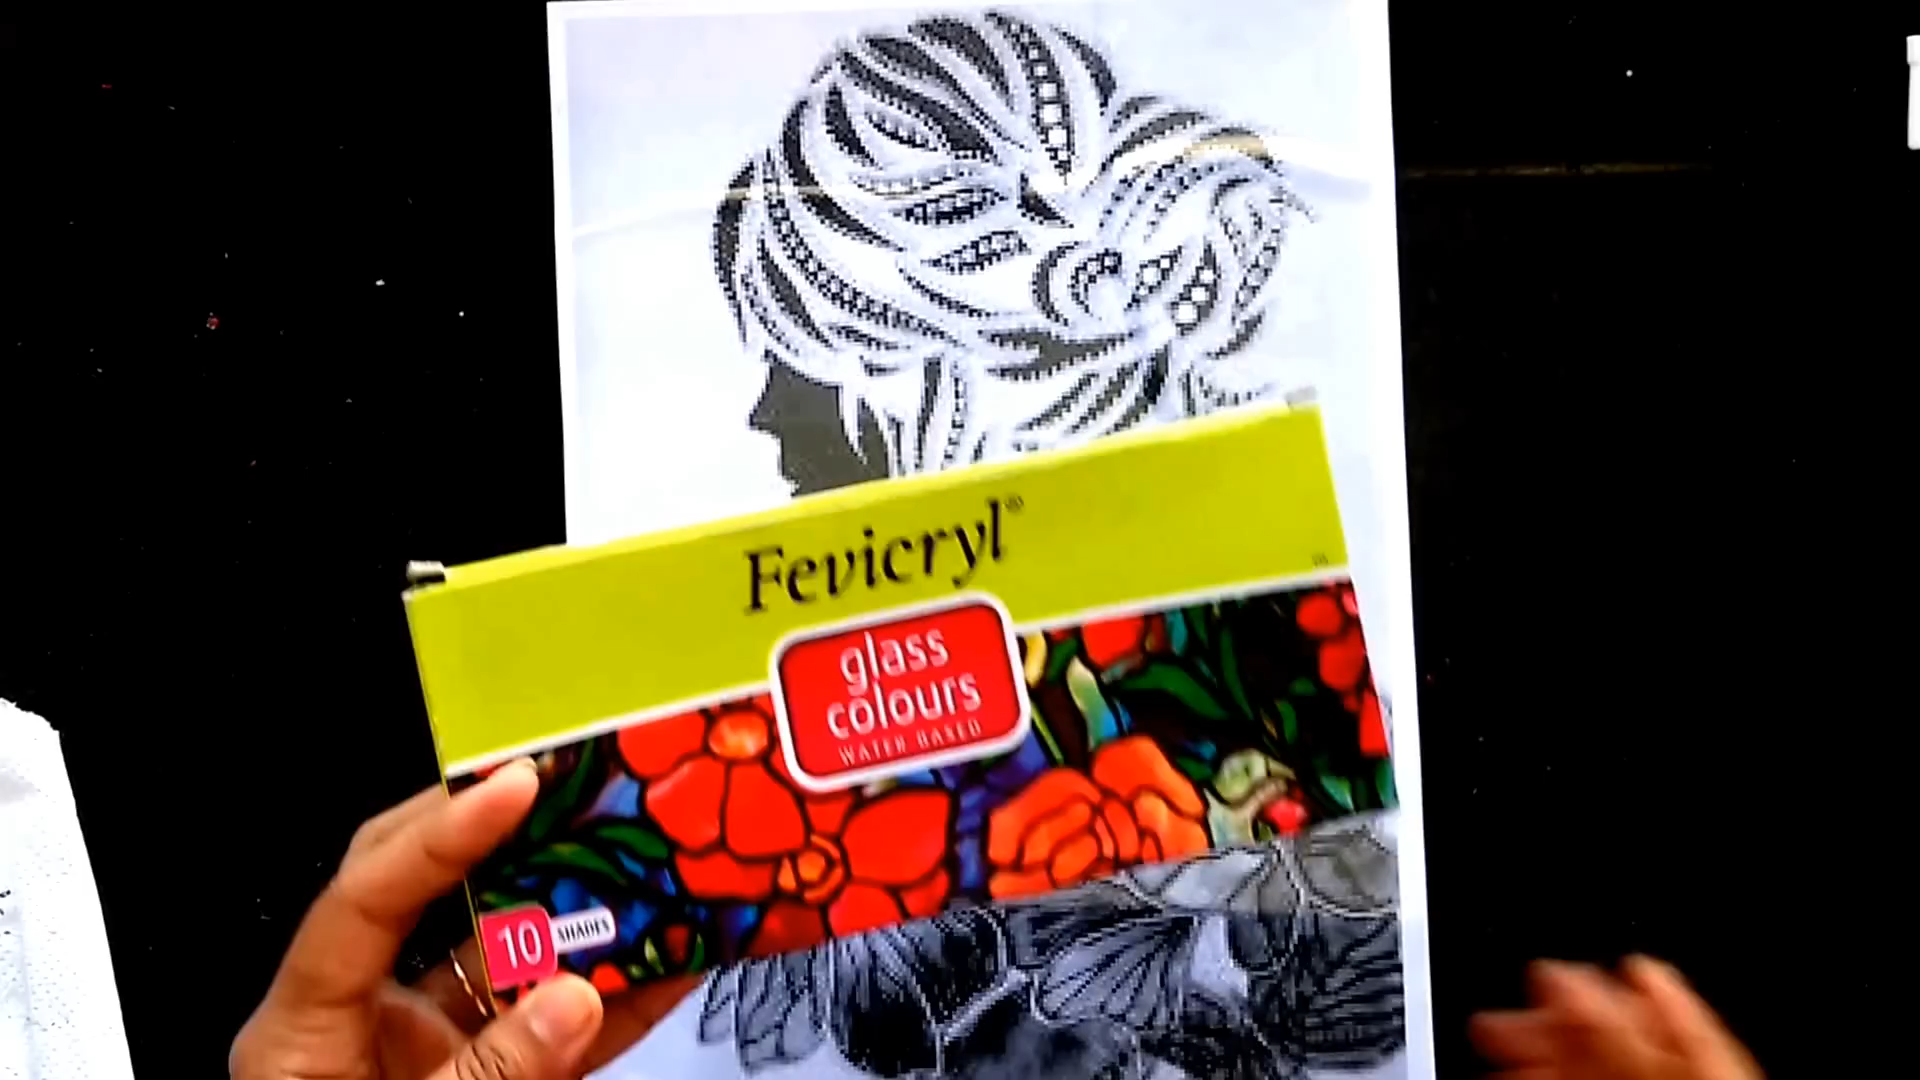 Fevicryl®
glass
colours
WATER BASED
10 SHADES